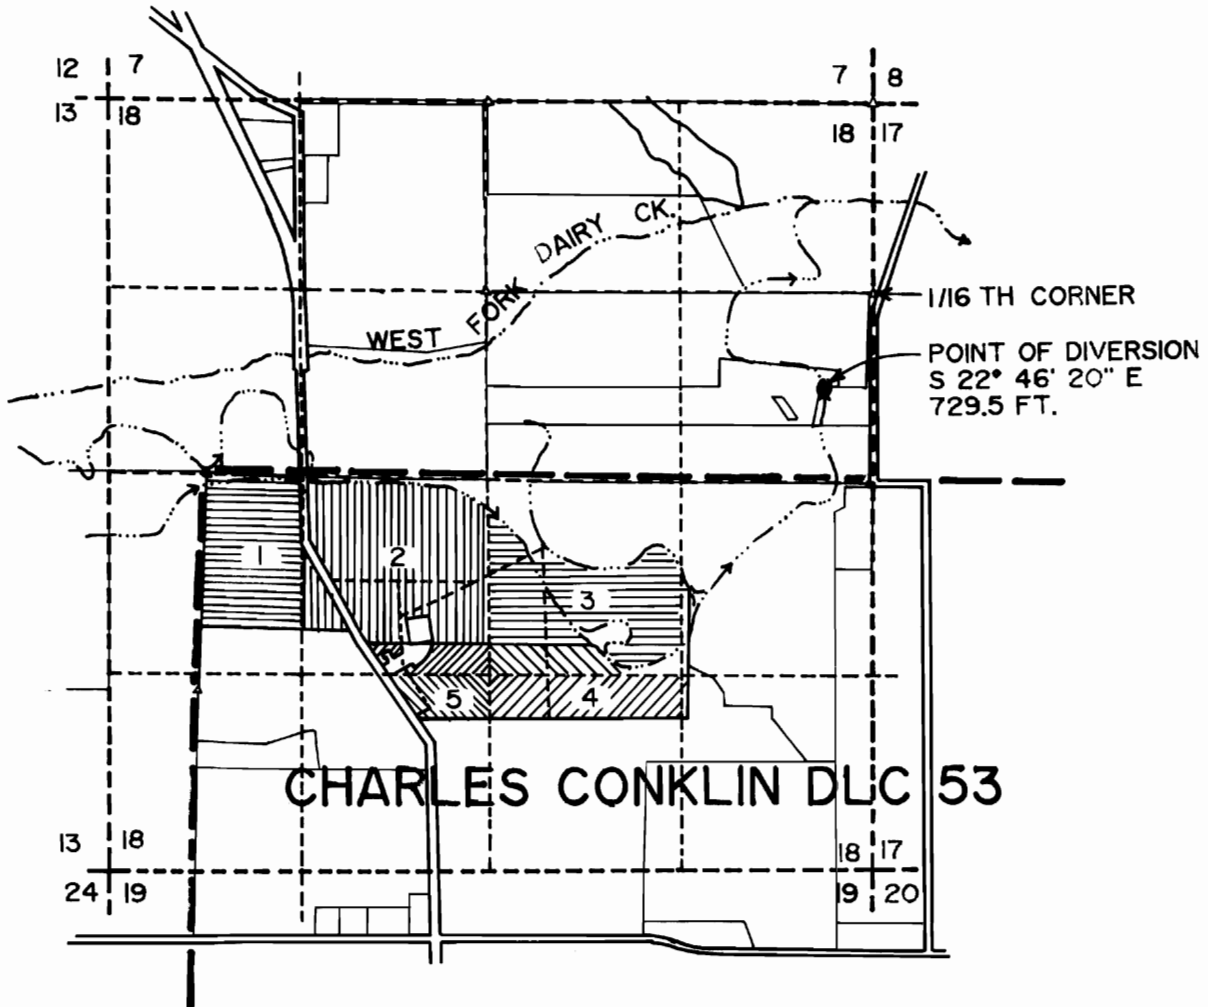 12 7
7 8
13 18
18 17
WEST FORK DAIRY CK.
1/16 TH CORNER
POINT OF DIVERSION
S 22° 46' 20" E
729.5 FT.
1
2
3
5
4
CHARLES CONKLIN DLC 53
13 18
18 17
24 19
19 20